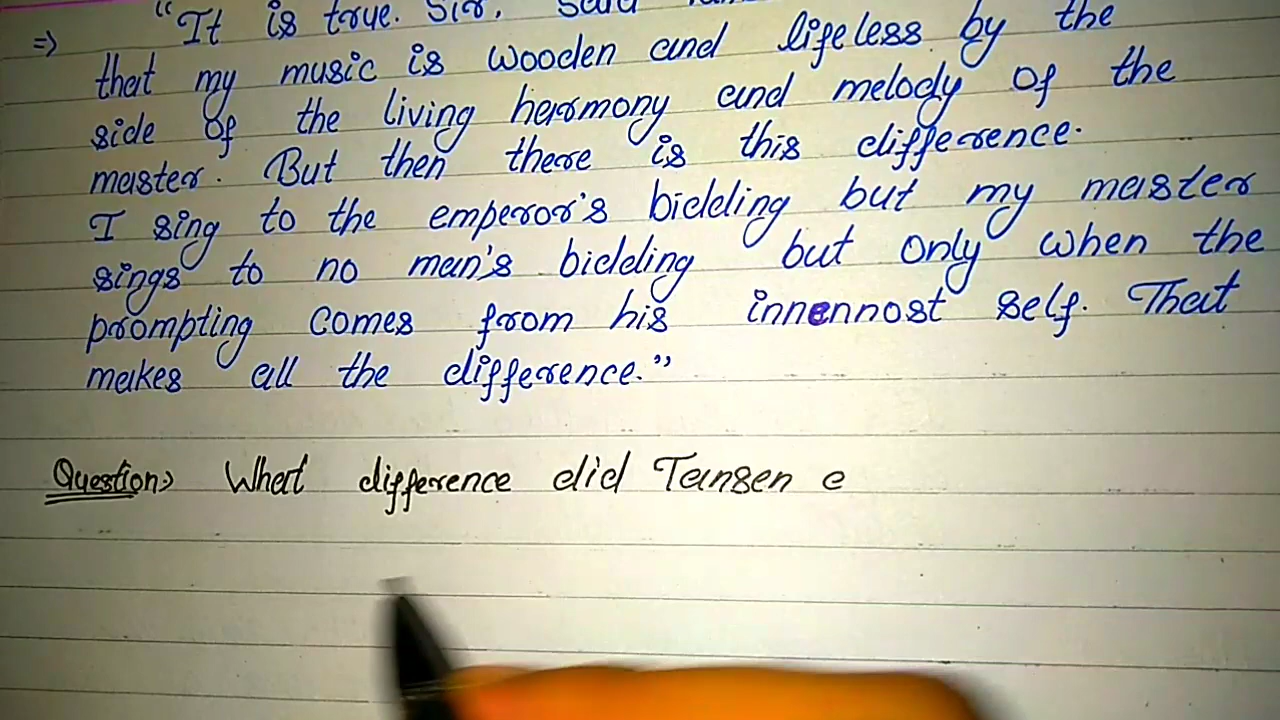 ⇒ "It is true. Sir, said
that my music is wooden and lifeless by the
side of the living harmony and melody of the
master. But then there is this difference.
I sing to the emperor's bidding but my master
sings to no man's bidding but only when the
prompting comes from his innennost self. That
makes all the difference."
Question:> What difference did Tansen e